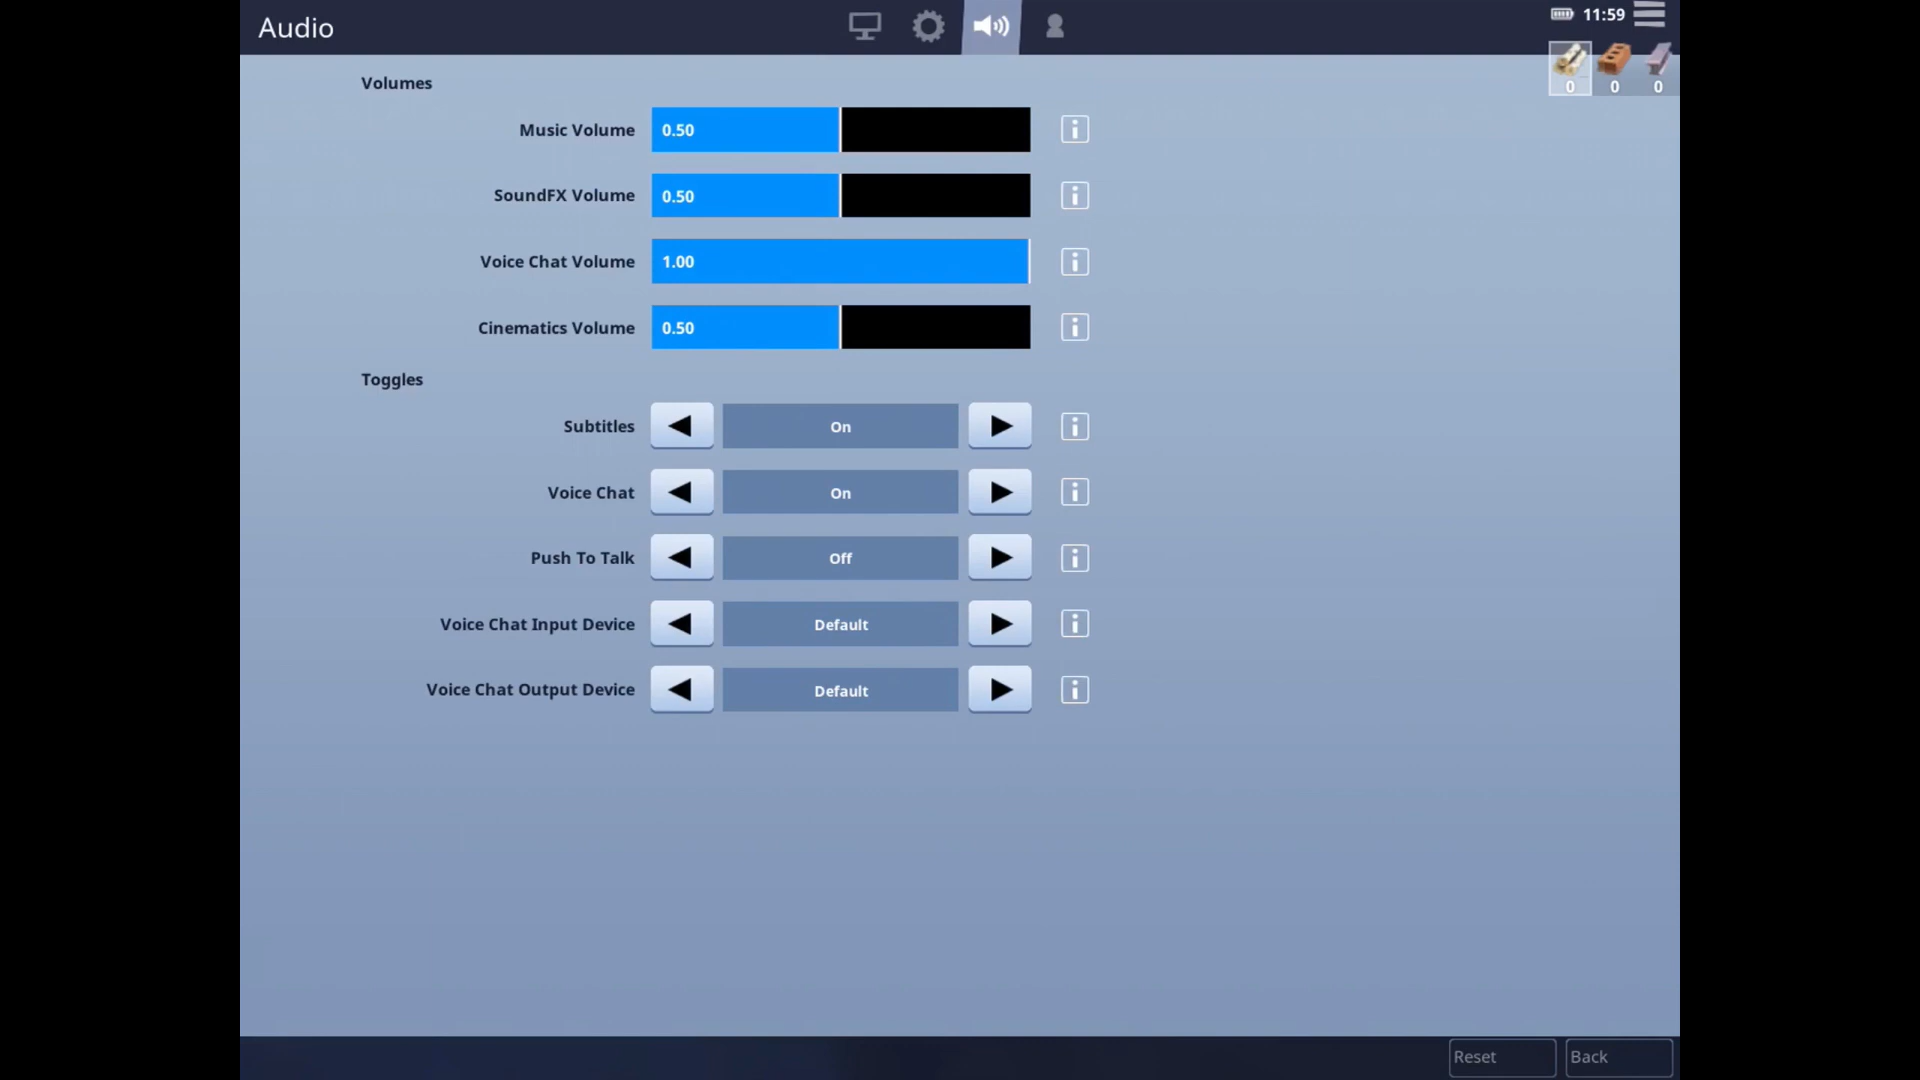 Audio
11:59
0 0 0
Volumes
Music Volume 0.50
SoundFX Volume 0.50
Voice Chat Volume 1.00
Cinematics Volume 0.50
Toggles
Subtitles On
Voice Chat On
Push To Talk Off
Voice Chat Input Device Default
Voice Chat Output Device Default
Reset Back